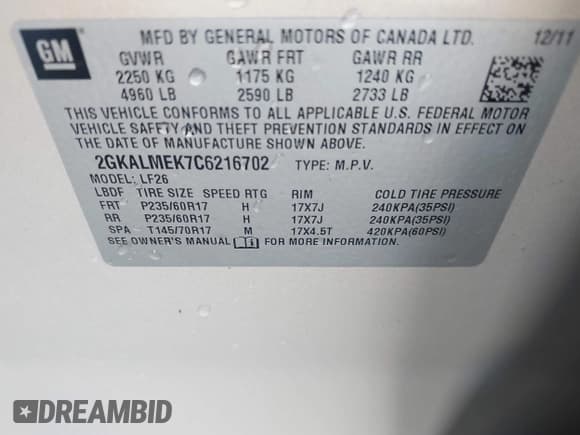 GM
MFD BY GENERAL MOTORS OF CANADA LTD. 12/11
GVWR GAWR FRT GAWR RR
2250 KG 1175 KG 1240 KG
4960 LB 2590 LB 2733 LB
THIS VEHICLE CONFORMS TO ALL APPLICABLE U.S. FEDERAL MOTOR
VEHICLE SAFETY AND THEFT PREVENTION STANDARDS IN EFFECT ON
THE DATE OF MANUFACTURE SHOWN ABOVE.
2GKALMEK7C6216702 TYPE: M.P.V.
MODEL: LF26
LBDF TIRE SIZE SPEED RTG RIM COLD TIRE PRESSURE
FRT P235/60R17 H 17X7J 240KPA(35PSI)
RR P235/60R17 H 17X7J 240KPA(35PSI)
SPA T145/70R17 M 17X4.5T 420KPA(60PSI)
SEE OWNER'S MANUAL FOR MORE INFORMATION.
DREAMBID